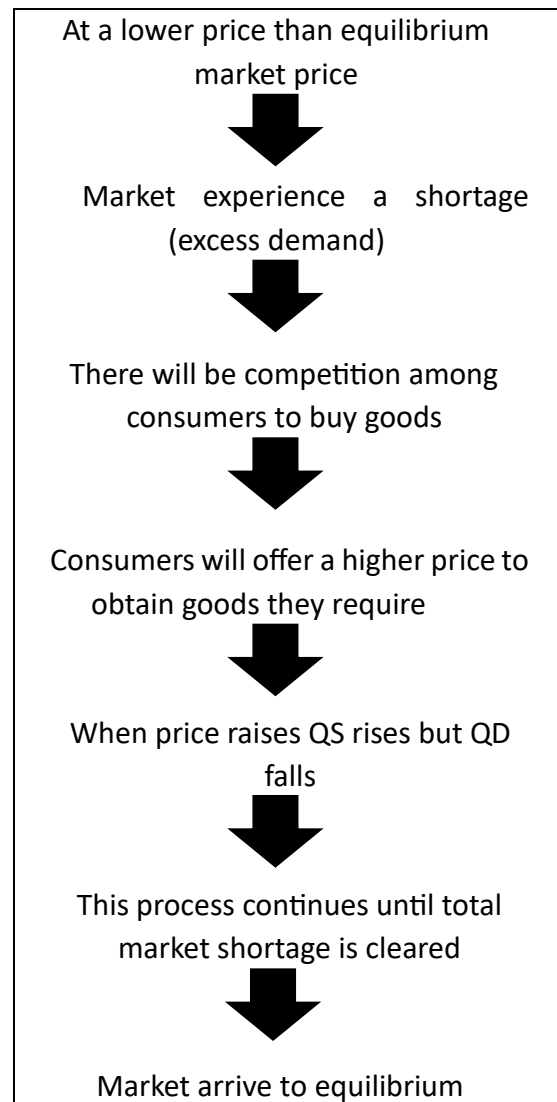 At a lower price than equilibrium
market price
Market experience a shortage
(excess demand)
There will be competition among
consumers to buy goods
Consumers will offer a higher price to
obtain goods they require
When price raises QS rises but QD
falls
This process continues until total
market shortage is cleared
Market arrive to equilibrium